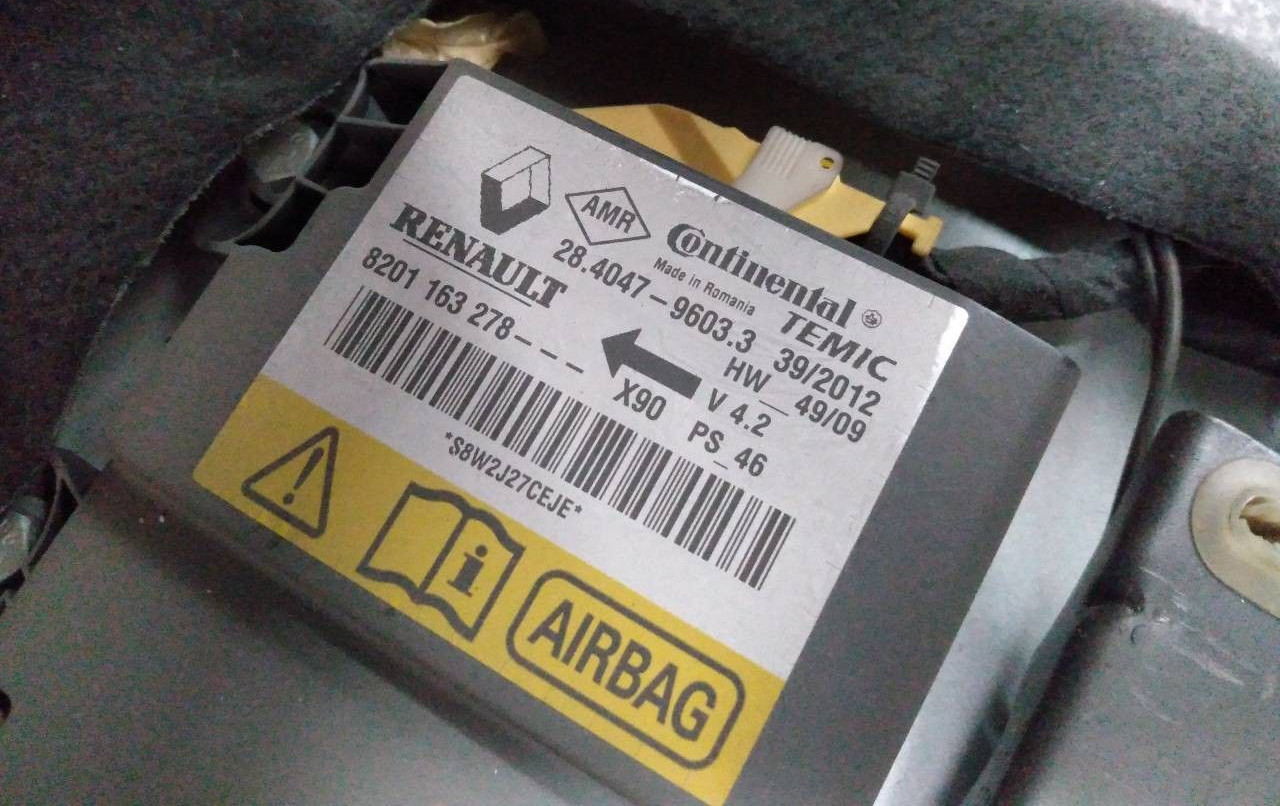 AMR
Continental®
TEMIC
RENAULT
28.4047-9603.3
Made in Romania
39/2012
8201 163 278---
HW_49/09
X90
V 4.2
PS_46
*S8W2J27CEJE*
i
AIRBAG